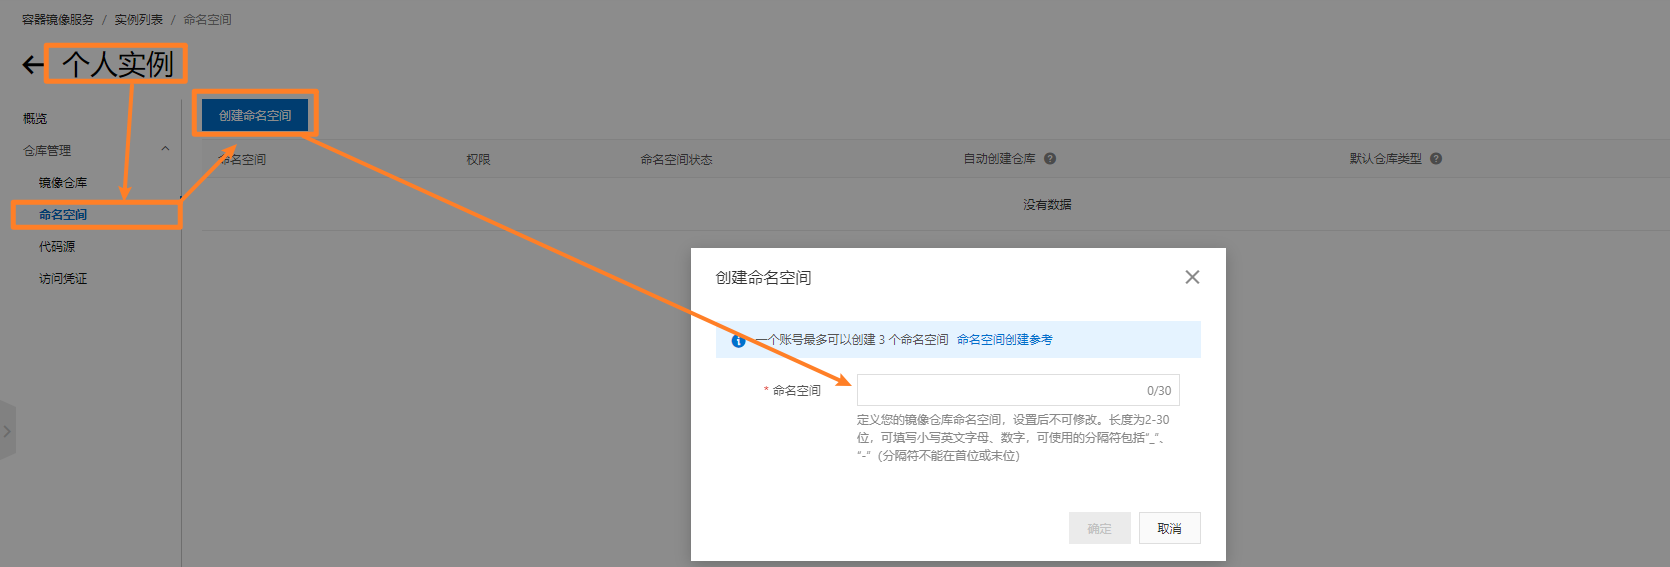 容器镜像服务 / 实例列表 / 命名空间
个人实例
概览
仓库管理
镜像仓库
命名空间
代码源
访问凭证
创建命名空间
命名空间 权限 命名空间状态 自动创建仓库 ? 默认仓库类型 ?
没有数据
创建命名空间
一个账号最多可以创建 3 个命名空间 命名空间创建参考
* 命名空间
0/30
定义您的镜像仓库命名空间，设置后不可修改。长度为2-30
位，可填写小写英文字母、数字，可使用的分隔符包括“_”、
“-”（分隔符不能在首位或末位）
确定 取消